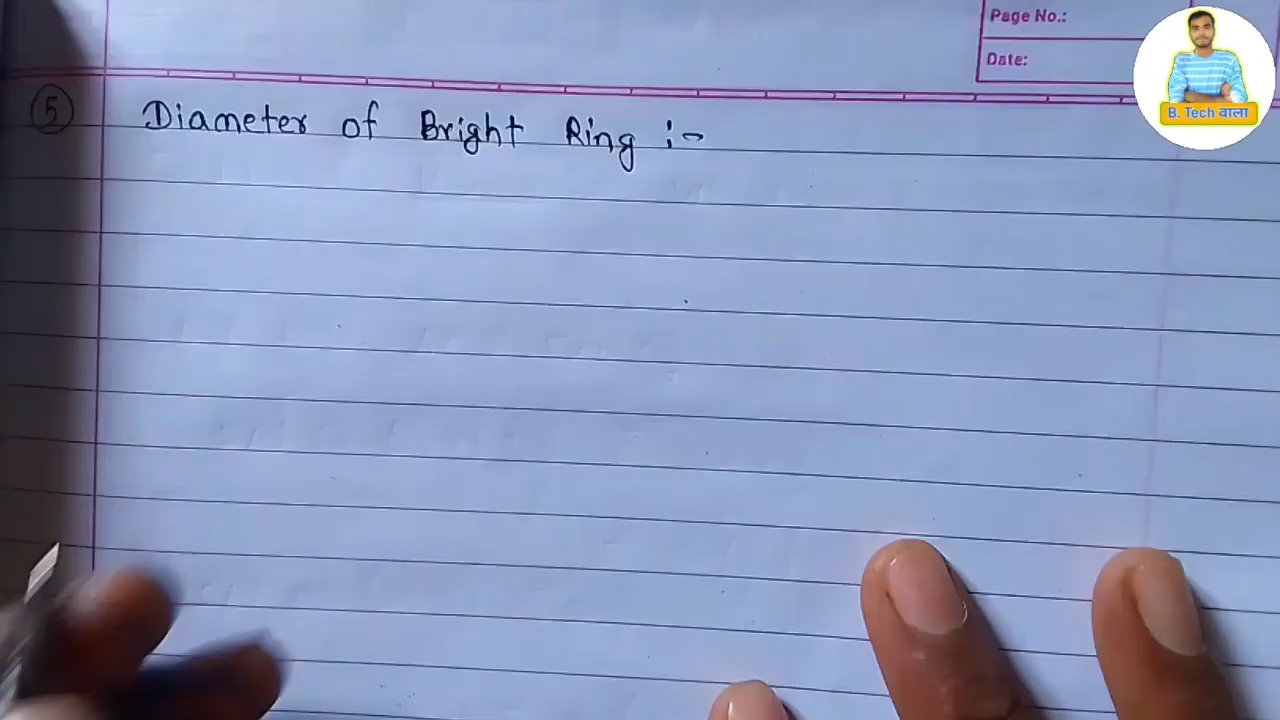 Page No.:
Date:
B. Tech वाला
5 Diameter of Bright Ring :-